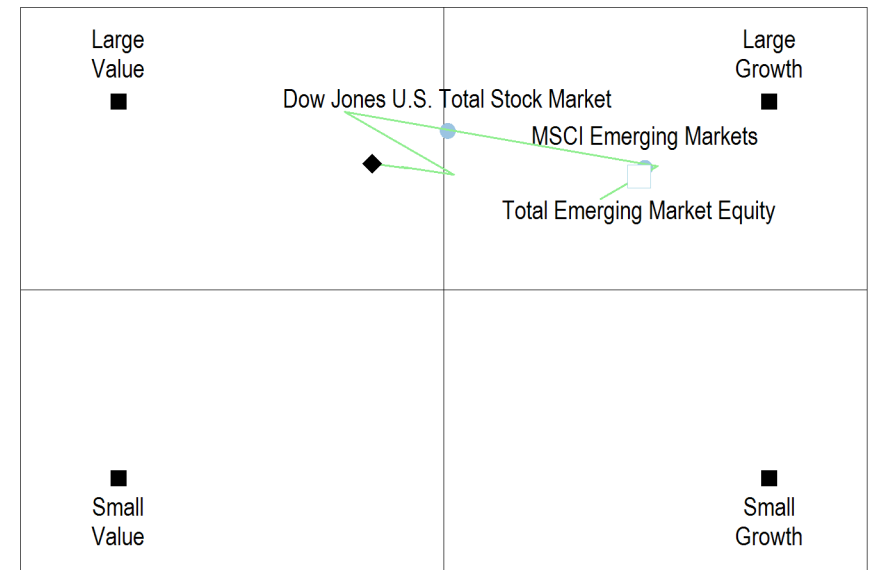 Large
Value
Large
Growth
Dow Jones U.S. Total Stock Market
MSCI Emerging Markets
Total Emerging Market Equity
Small
Value
Small
Growth